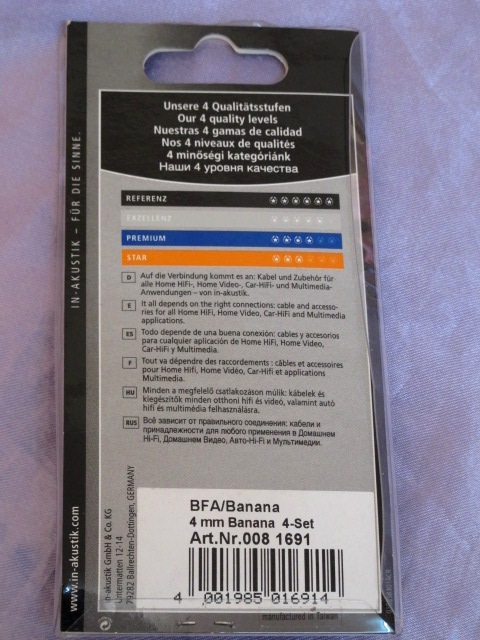 Unsere 4 Qualitätsstufen
Our 4 quality levels
Nuestras 4 gamas de calidad
Nos 4 niveaux de qualités
4 minőségi kategóriánk
Наши 4 уровня качества
REFERENZ
EXZELLENZ
PREMIUM
STAR
D Auf die Verbindung kommt es an: Kabel und Zubehör für
alle Home HiFi-, Home Video-, Car-HiFi- und Multimedia-
Anwendungen – von in-akustik.
E It all depends on the right connections: cable and accesso-
ries for all Home HiFi, Home Video, Car HiFi and Multimedia
applications.
ES Todo depende de una buena conexión: cables y accesorios
para cualquier aplicación de Home HiFi, Home Video,
Car-HiFi y Multimedia.
F Tout va dépendre des raccordements : câbles et accessoires
pour Home HiFi, Home Vidéo, Car-Hifi et applications
Multimedia.
HU Minden a megfelelő csatlakozáson múlik: kábelek és
kiegészítők minden otthoni hifi és videó, valamint autó
hifi és multimédia felhasználásra.
RUS Всё зависит от правильного соединения: кабели и
принадлежности для любого применения в Домашнем
Hi-Fi, Домашнем Видео, Авто-Hi-Fi и Мультимедии.
IN-AKUSTIK – FÜR DIE SINNE.
www.in-akustik.com
in-akustik GmbH & Co. KG
Untermatten 12-14
79282 Ballrechten-Dottingen, GERMANY
BFA/Banana
4 mm Banana 4-Set
Art.Nr.008 1691
4 001985 016914
manufactured in Taiwan